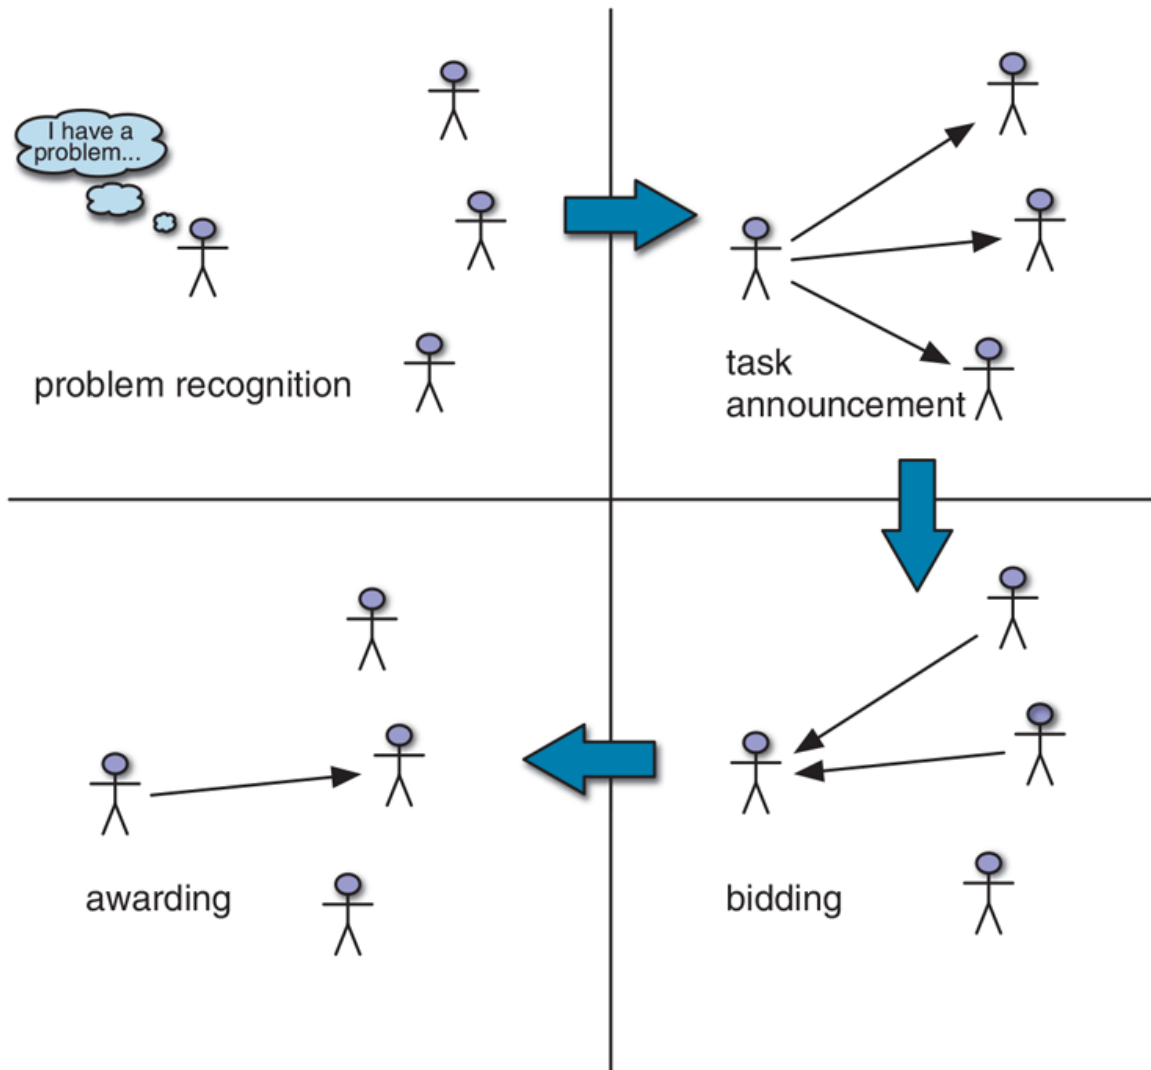 I have a
problem...
problem recognition
task
announcement
awarding
bidding